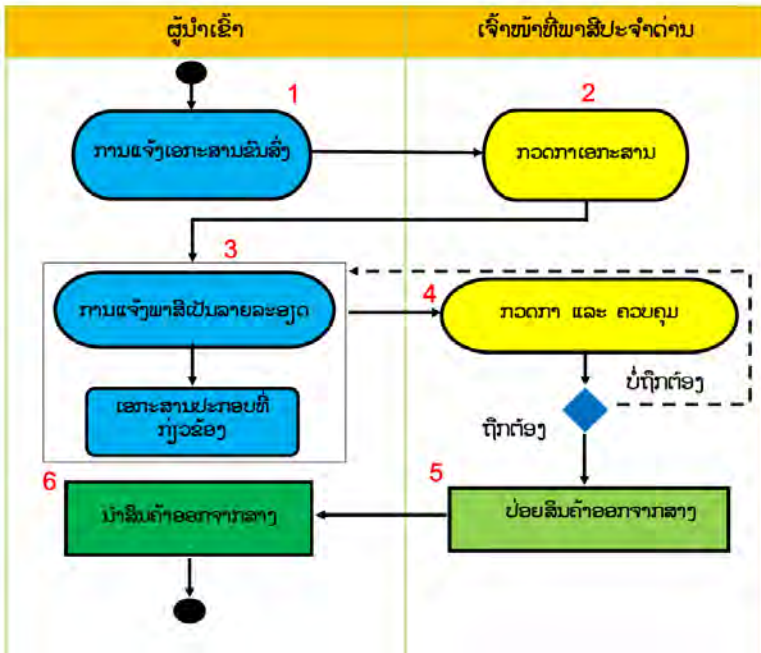 ຜູ້ນຳເຂົ້າ
ເຈົ້າໜ້າທີ່ພາສີປະຈຳດ່ານ
1
ການແຈ້ງເອກະສານຂົນສົ່ງ
2
ກວດກາເອກະສານ
3
ການແຈ້ງພາສີເປັນລາຍລະອຽດ
4
ກວດກາ ແລະ ຄວບຄຸມ
ເອກະສານປະກອບທີ່
ກ່ຽວຂ້ອງ
ບໍ່ຖືກຕ້ອງ
ຖືກຕ້ອງ
5
ປ່ອຍສິນຄ້າອອກຈາກສາງ
6
ນຳສິນຄ້າອອກຈາກສາງ